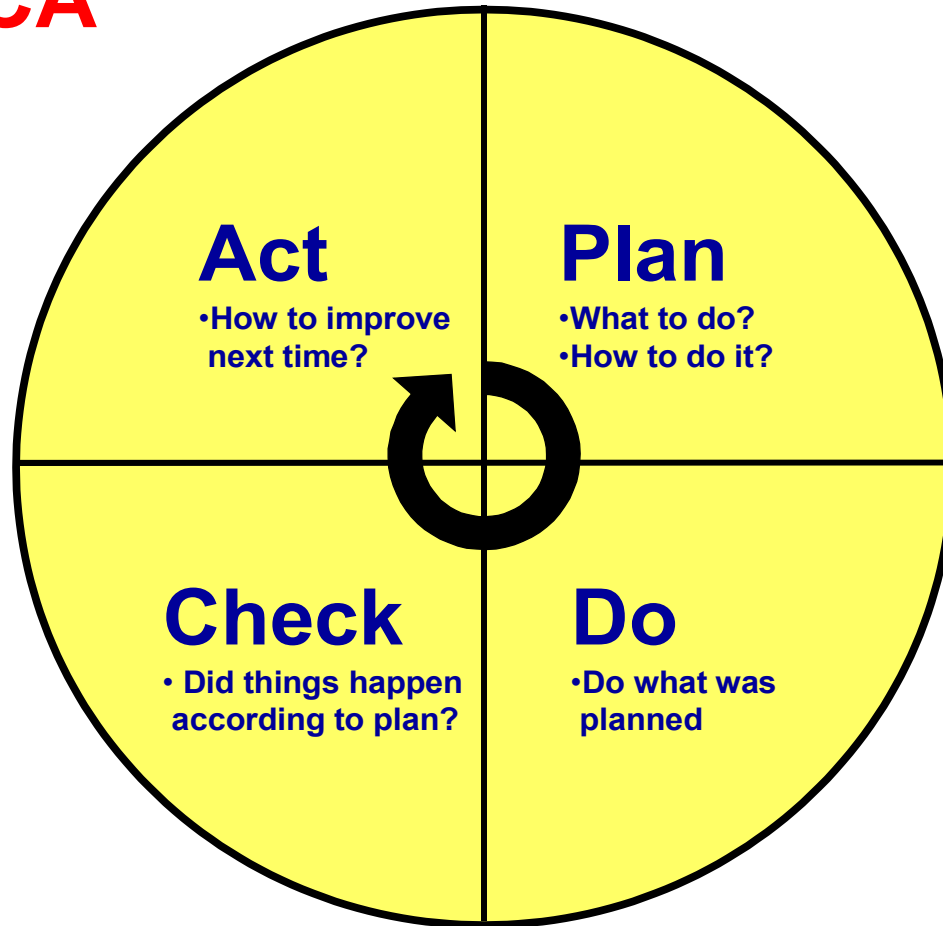 CA
Act
•How to improve
next time?
Plan
•What to do?
•How to do it?
Check
• Did things happen
according to plan?
Do
•Do what was
planned